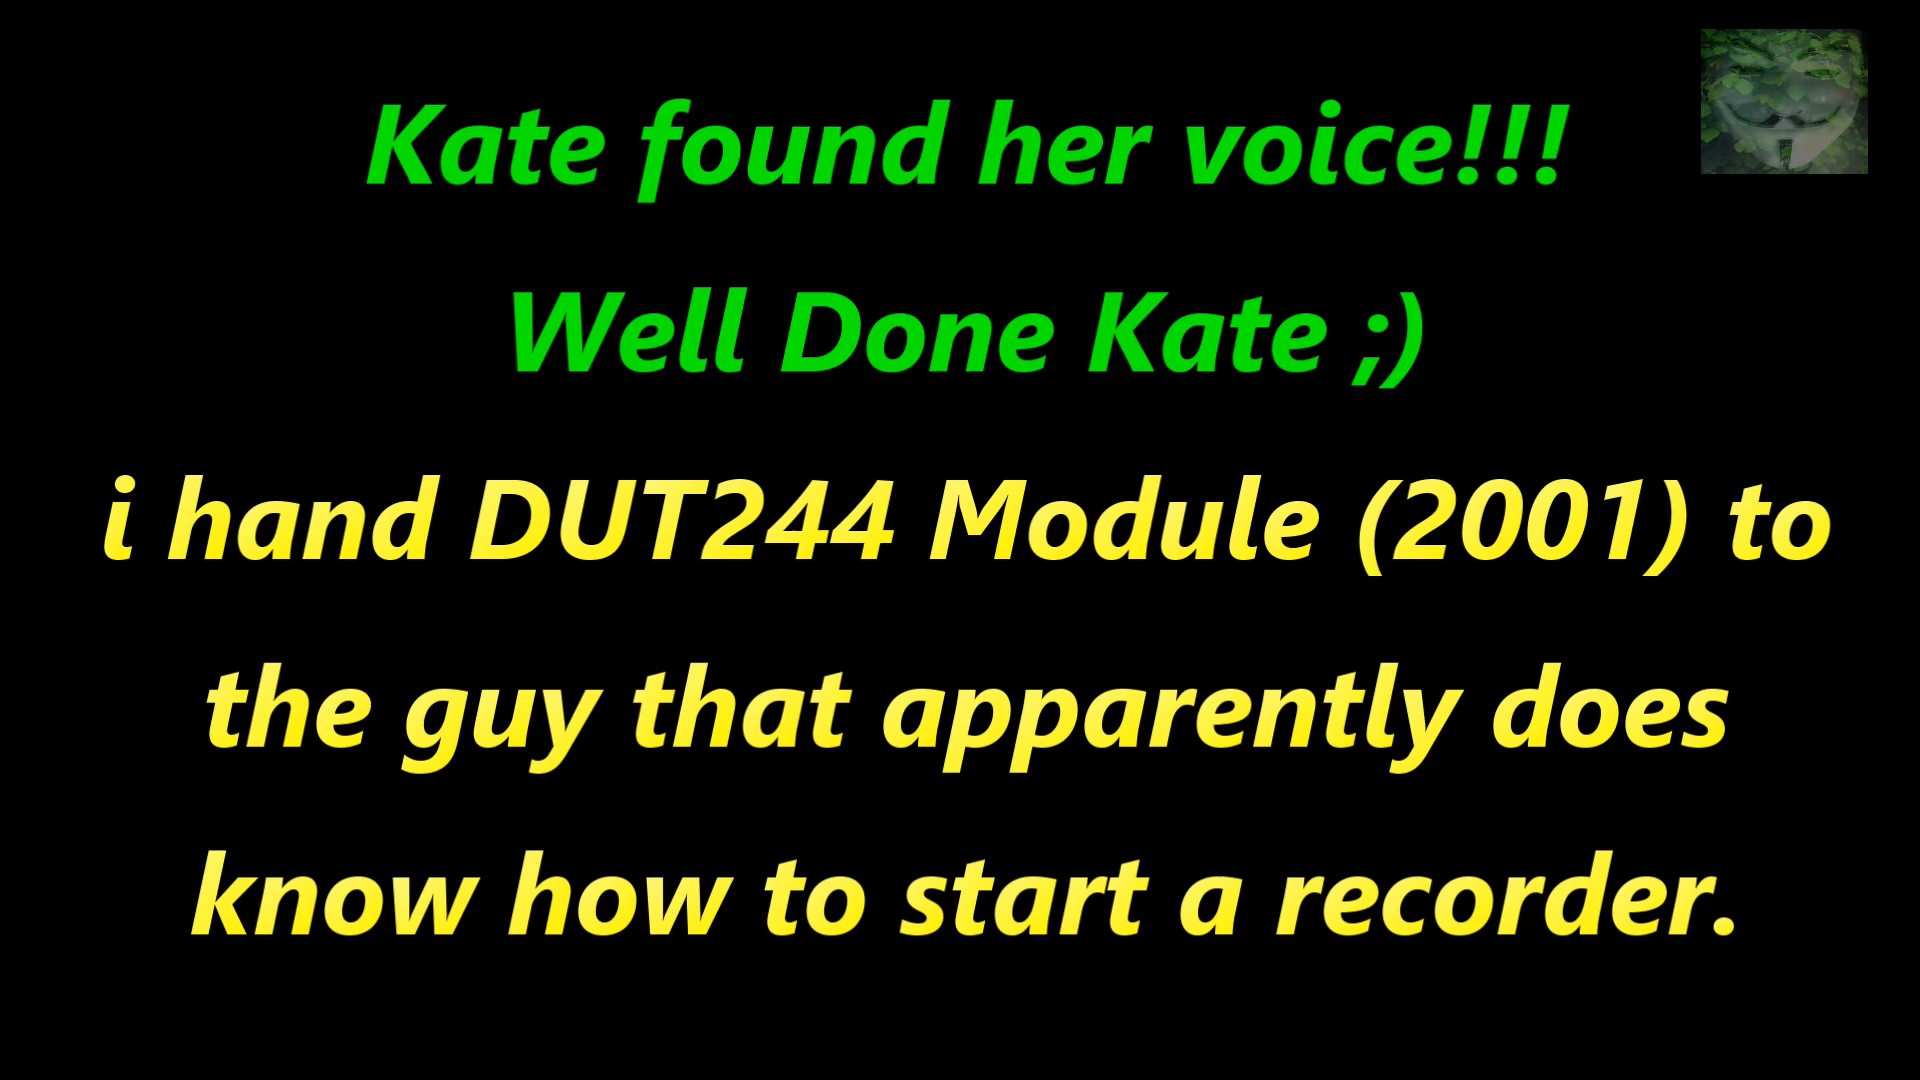 Kate found her voice!!!
Well Done Kate ;)
i hand DUT244 Module (2001) to
the guy that apparently does
know how to start a recorder.